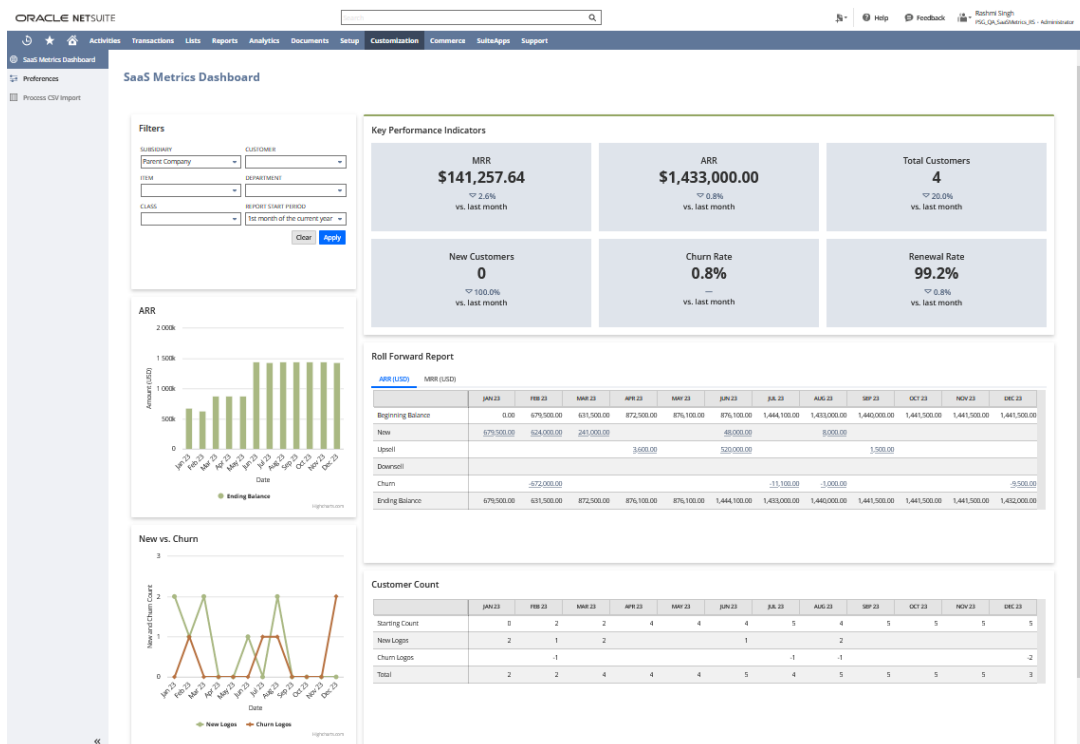 ORACLE NETSUITE
Search
Help
Feedback
Rashmi Singh
Administrator
Activities Transactions Lists Reports Analytics Documents Setup Customization Commerce SuiteApps Support
SaaS Metrics Dashboard
Preferences
Process CSV Import
SaaS Metrics Dashboard
Filters
SUBSIDIARY CUSTOMER
Parent Company
ITEM DEPARTMENT
CLASS REPORT START PERIOD
1st month of the current year
Clear Apply
Key Performance Indicators
MRR
$141,257.64
2.6%
vs. last month
ARR
$1,433,000.00
0.8%
vs. last month
Total Customers
4
20.0%
vs. last month
New Customers
0
100.0%
vs. last month
Churn Rate
0.8%
—
vs. last month
Renewal Rate
99.2%
0.8%
vs. last month
ARR
2 000k
1 500k
1 000k
500k
0
Amount (USD)
Jan 23 Feb 23 Mar 23 Apr 23 May 23 Jun 23 Jul 23 Aug 23 Sep 23 Oct 23 Nov 23 Dec 23
Date
Ending Balance
Highcharts.com
Roll Forward Report
ARR (USD) MRR (USD)
JAN 23 FEB 23 MAR 23 APR 23 MAY 23 JUN 23 JUL 23 AUG 23 SEP 23 OCT 23 NOV 23 DEC 23
Beginning Balance 0.00 679,500.00 631,500.00 872,500.00 876,100.00 876,100.00 1,444,100.00 1,433,000.00 1,440,000.00 1,441,500.00 1,441,500.00 1,441,500.00
New 679,500.00 624,000.00 241,000.00 48,000.00 8,000.00
Upsell 3,600.00 520,000.00 1,500.00
Downsell
Churn -672,000.00 -11,100.00 -1,000.00 -9,500.00
Ending Balance 679,500.00 631,500.00 872,500.00 876,100.00 876,100.00 1,444,100.00 1,433,000.00 1,440,000.00 1,441,500.00 1,441,500.00 1,441,500.00 1,432,000.00
New vs. Churn
3
2
1
0
New and Churn Count
Jan 23 Feb 23 Mar 23 Apr 23 May 23 Jun 23 Jul 23 Aug 23 Sep 23 Oct 23 Nov 23 Dec 23
Date
New Logos Churn Logos
Highcharts.com
Customer Count
JAN 23 FEB 23 MAR 23 APR 23 MAY 23 JUN 23 JUL 23 AUG 23 SEP 23 OCT 23 NOV 23 DEC 23
Starting Count 0 2 2 4 4 4 5 4 5 5 5 5
New Logos 2 1 2 1 2
Churn Logos -1 -1 -1 -2
Total 2 2 4 4 4 5 4 5 5 5 5 3
«